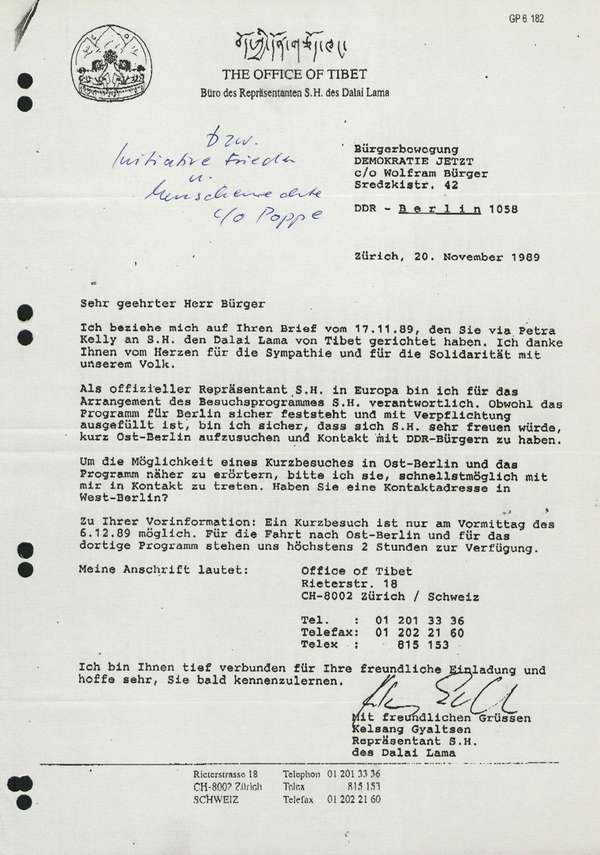 GP 6 182
THE OFFICE OF TIBET
Büro des Repräsentanten S.H. des Dalai Lama
bzw.
Initiative Frieden
u.
Menschenrechte
c/o Poppe
Bürgerbewegung
DEMOKRATIE JETZT
c/o Wolfram Bürger
Sredzkistr. 42
DDR - B e r l i n 1058
Zürich, 20. November 1989
Sehr geehrter Herr Bürger
Ich beziehe mich auf Ihren Brief vom 17.11.89, den Sie via Petra
Kelly an S.H. den Dalai Lama von Tibet gerichtet haben. Ich danke
Ihnen vom Herzen für die Sympathie und für die Solidarität mit
unserem Volk.
Als offizieller Repräsentant S.H. in Europa bin ich für das
Arrangement des Besuchsprogrammes S.H. verantwortlich. Obwohl das
Programm für Berlin sicher feststeht und mit Verpflichtung
ausgefüllt ist, bin ich sicher, dass sich S.H. sehr freuen würde,
kurz Ost-Berlin aufzusuchen und Kontakt mit DDR-Bürgern zu haben.
Um die Möglichkeit eines Kurzbesuches in Ost-Berlin und das
Programm näher zu erörtern, bitte ich sie, schnellstmöglich mit
mir in Kontakt zu treten. Haben Sie eine Kontaktadresse in
West-Berlin?
Zu Ihrer Vorinformation: Ein Kurzbesuch ist nur am Vormittag des
6.12.89 möglich. Für die Fahrt nach Ost-Berlin und für das
dortige Programm stehen uns höchstens 2 Stunden zur Verfügung.
Meine Anschrift lautet: Office of Tibet
Rieterstr. 18
CH-8002 Zürich / Schweiz
Tel. : 01 201 33 36
Telefax: 01 202 21 60
Telex : 815 153
Ich bin Ihnen tief verbunden für Ihre freundliche Einladung und
hoffe sehr, Sie bald kennenzulernen.
Mit freundlichen Grüssen
Kelsang Gyaltsen
Repräsentant S.H.
des Dalai Lama
Rieterstrasse 18 Telephon 01 201 33 36
CH-8002 Zürich Telex 815 153
SCHWEIZ Telefax 01 202 21 60